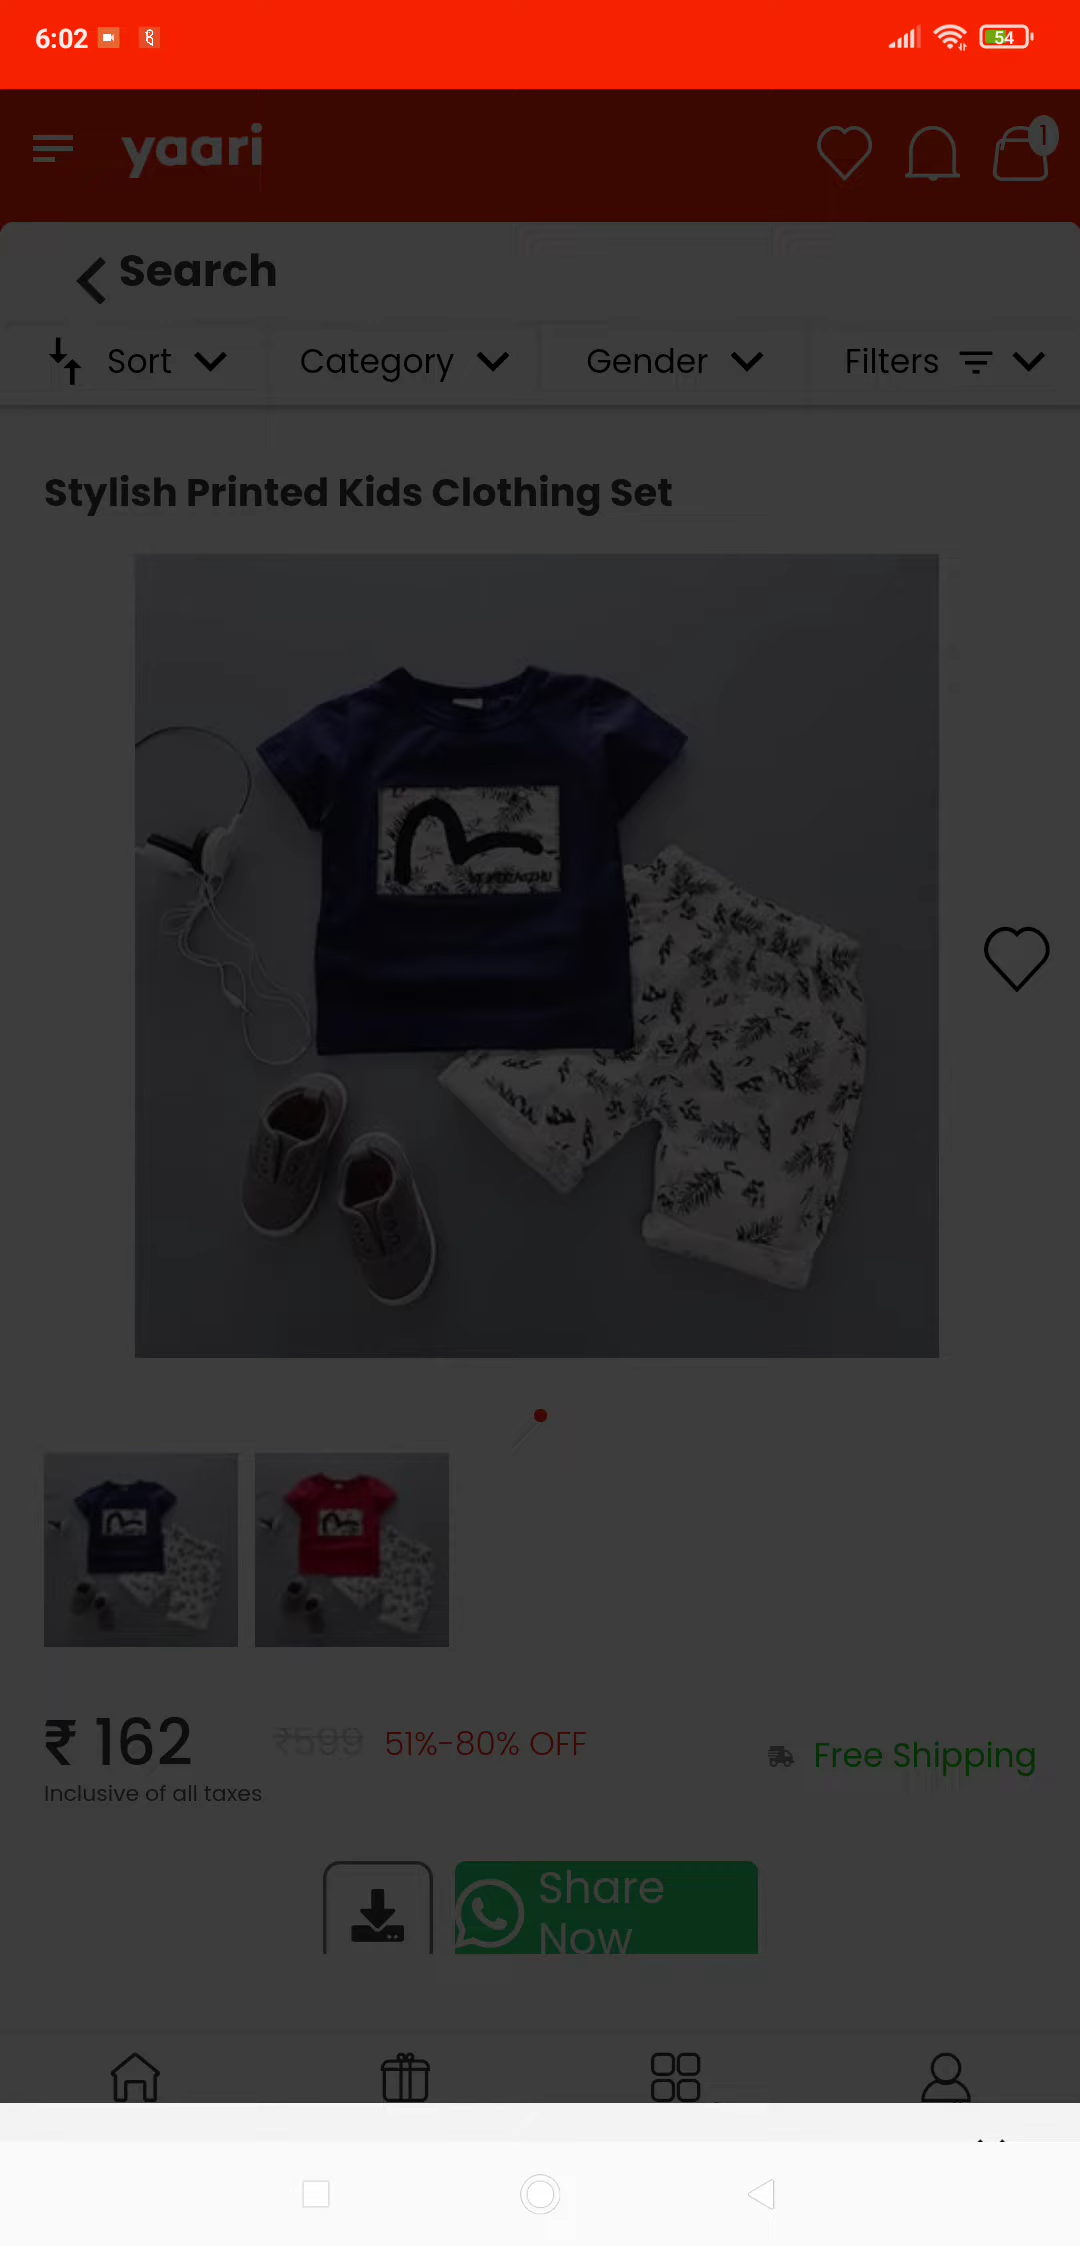 6:02
54
yaari
1
Search
Sort
Category
Gender
Filters
Stylish Printed Kids Clothing Set
₹ 162 ₹599 51%-80% OFF
Free Shipping
Inclusive of all taxes
Share
Now